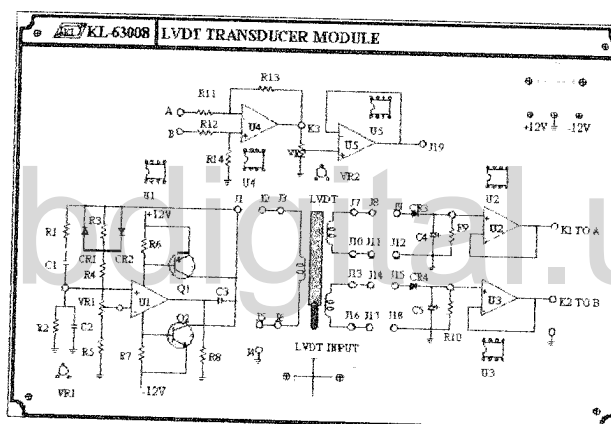 KL-63008 LVDT TRANSDUCER MODULE
R13
R11
A
U4
K3
U5
R12
B
U5
J19
+12V -12V
R14
U4
VR2
U1
J1 J2 J3
LVDT
J7 J8
CR3
U2
+12V
R1 R3
R6
C4 R9
U2
K1 TO A
CR1 CR2
Q1
J10 J11 J12
R4
C1
J13 J14 J15
CR4
VR1
U1
C3
C5
U3
K2 TO B
Q2
R2 C2
J16 J17 J18
R10
R5 R7
R8
J4
LVDT INPUT
U3
VR1
-12V
bdigital.u